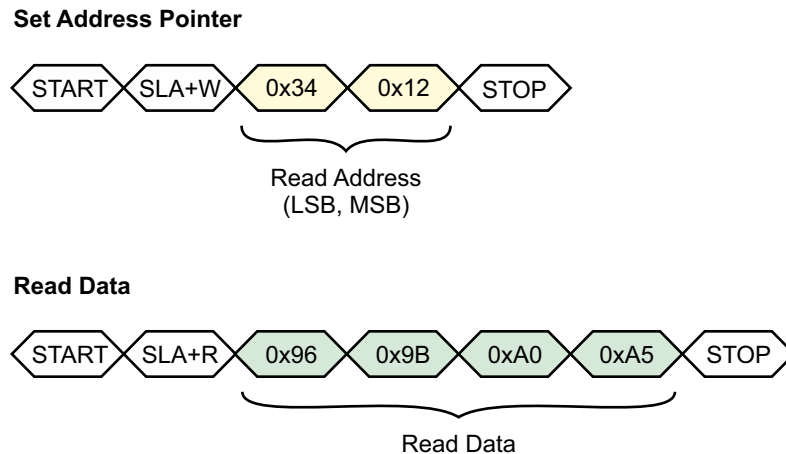 Set Address Pointer
START SLA+W 0x34 0x12 STOP
Read Address
(LSB, MSB)
Read Data
START SLA+R 0x96 0x9B 0xA0 0xA5 STOP
Read Data